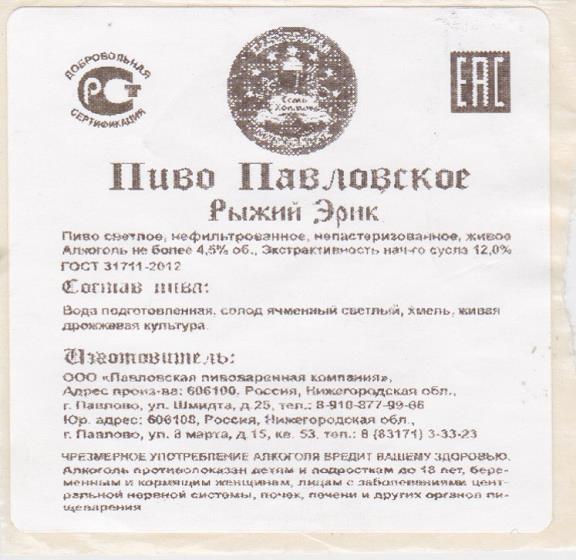 ДОБРОВОЛЬНАЯ
РСТ
СЕРТИФИКАЦИЯ
Семь
EAC
Пиво Павловское
Рыжий Эрик
Пиво светлое, нефильтрованное, непастеризованное, живое
Алкоголь не более 4,5% об., Экстрактивность нач-го сусла 12,0%
ГОСТ 31711-2012
Состав пива:
Вода подготовленная, солод ячменный светлый, хмель, живая
дрожжевая культура.
Изготовитель:
ООО «Павловская пивоваренная компания»,
Адрес произ-ва: 606100, Россия, Нижегородская обл.,
г. Павлово, ул. Шмидта, д.25, тел.: 8-910-877-99-66
Юр. адрес: 606108, Россия, Нижегородская обл.,
г. Павлово, ул. 8 марта, д.15, кв. 53, тел.: 8 (83171) 3-33-23
ЧРЕЗМЕРНОЕ УПОТРЕБЛЕНИЕ АЛКОГОЛЯ ВРЕДИТ ВАШЕМУ ЗДОРОВЬЮ.
Алкоголь противопоказан детям и подросткам до 18 лет, бере-
менным и кормящим женщинам, лицам с заболеваниями цент-
ральной нервной системы, почек, печени и других органов пи-
щеварения